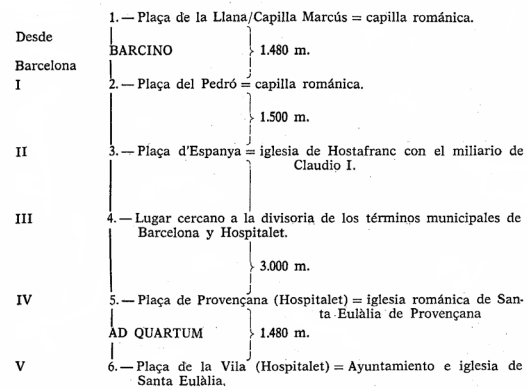 1. — Plaça de la Llana/Capilla Marcús = capilla románica.
Desde
BARCINO 1.480 m.
Barcelona
I 2. — Plaça del Pedró = capilla románica.
1.500 m.
II 3. — Plaça d'Espanya = iglesia de Hostafranc con el miliario de
Claudio I.
III 4. — Lugar cercano a la divisoria de los términos municipales de
Barcelona y Hospitalet.
3.000 m.
IV 5. — Plaça de Provençana (Hospitalet) = iglesia románica de San-
ta Eulàlia de Provençana
AD QUARTUM 1.480 m.
V 6. — Plaça de la Vila (Hospitalet) = Ayuntamiento e iglesia de
Santa Eulàlia.